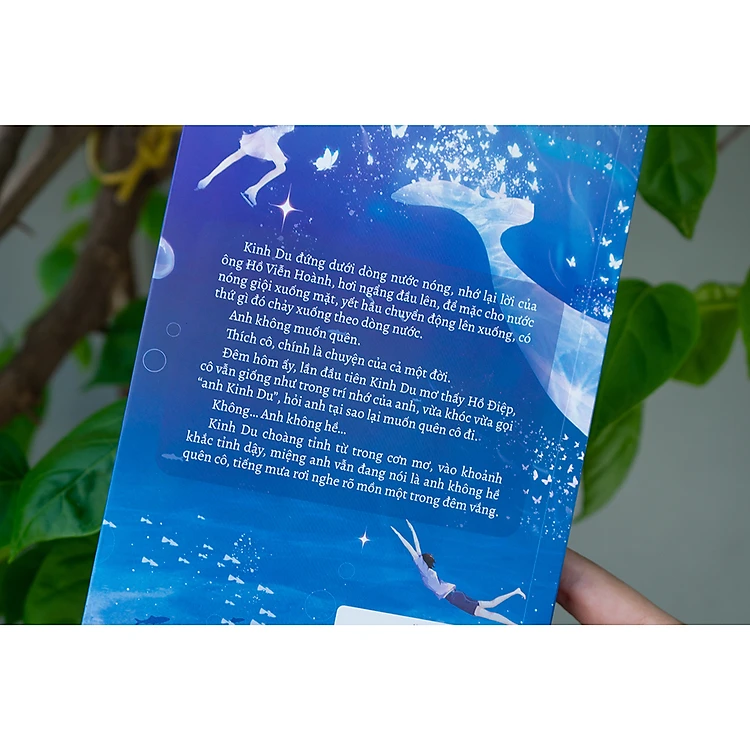 Kinh Du đứng dưới dòng nước nóng, nhớ lại lời của
ông Hồ Viễn Hoành, hơi ngẩng đầu lên, để mặc cho nước
nóng giội xuống mặt, yết hầu chuyển động lên xuống, có
thứ gì đó chảy xuống theo dòng nước.
Anh không muốn quên.
Thích cô, chính là chuyện của cả một đời.
Đêm hôm ấy, lần đầu tiên Kinh Du mơ thấy Hồ Điệp,
cô vẫn giống như trong trí nhớ của anh, vừa khóc vừa gọi
“anh Kinh Du”, hỏi anh tại sao lại muốn quên cô đi.
Không... Anh không hề...
Kinh Du choàng tỉnh từ trong cơn mơ, vào khoảnh
khắc tỉnh dậy, miệng anh vẫn đang nói là anh không hề
quên cô, tiếng mưa rơi nghe rõ mồn một trong đêm vắng.